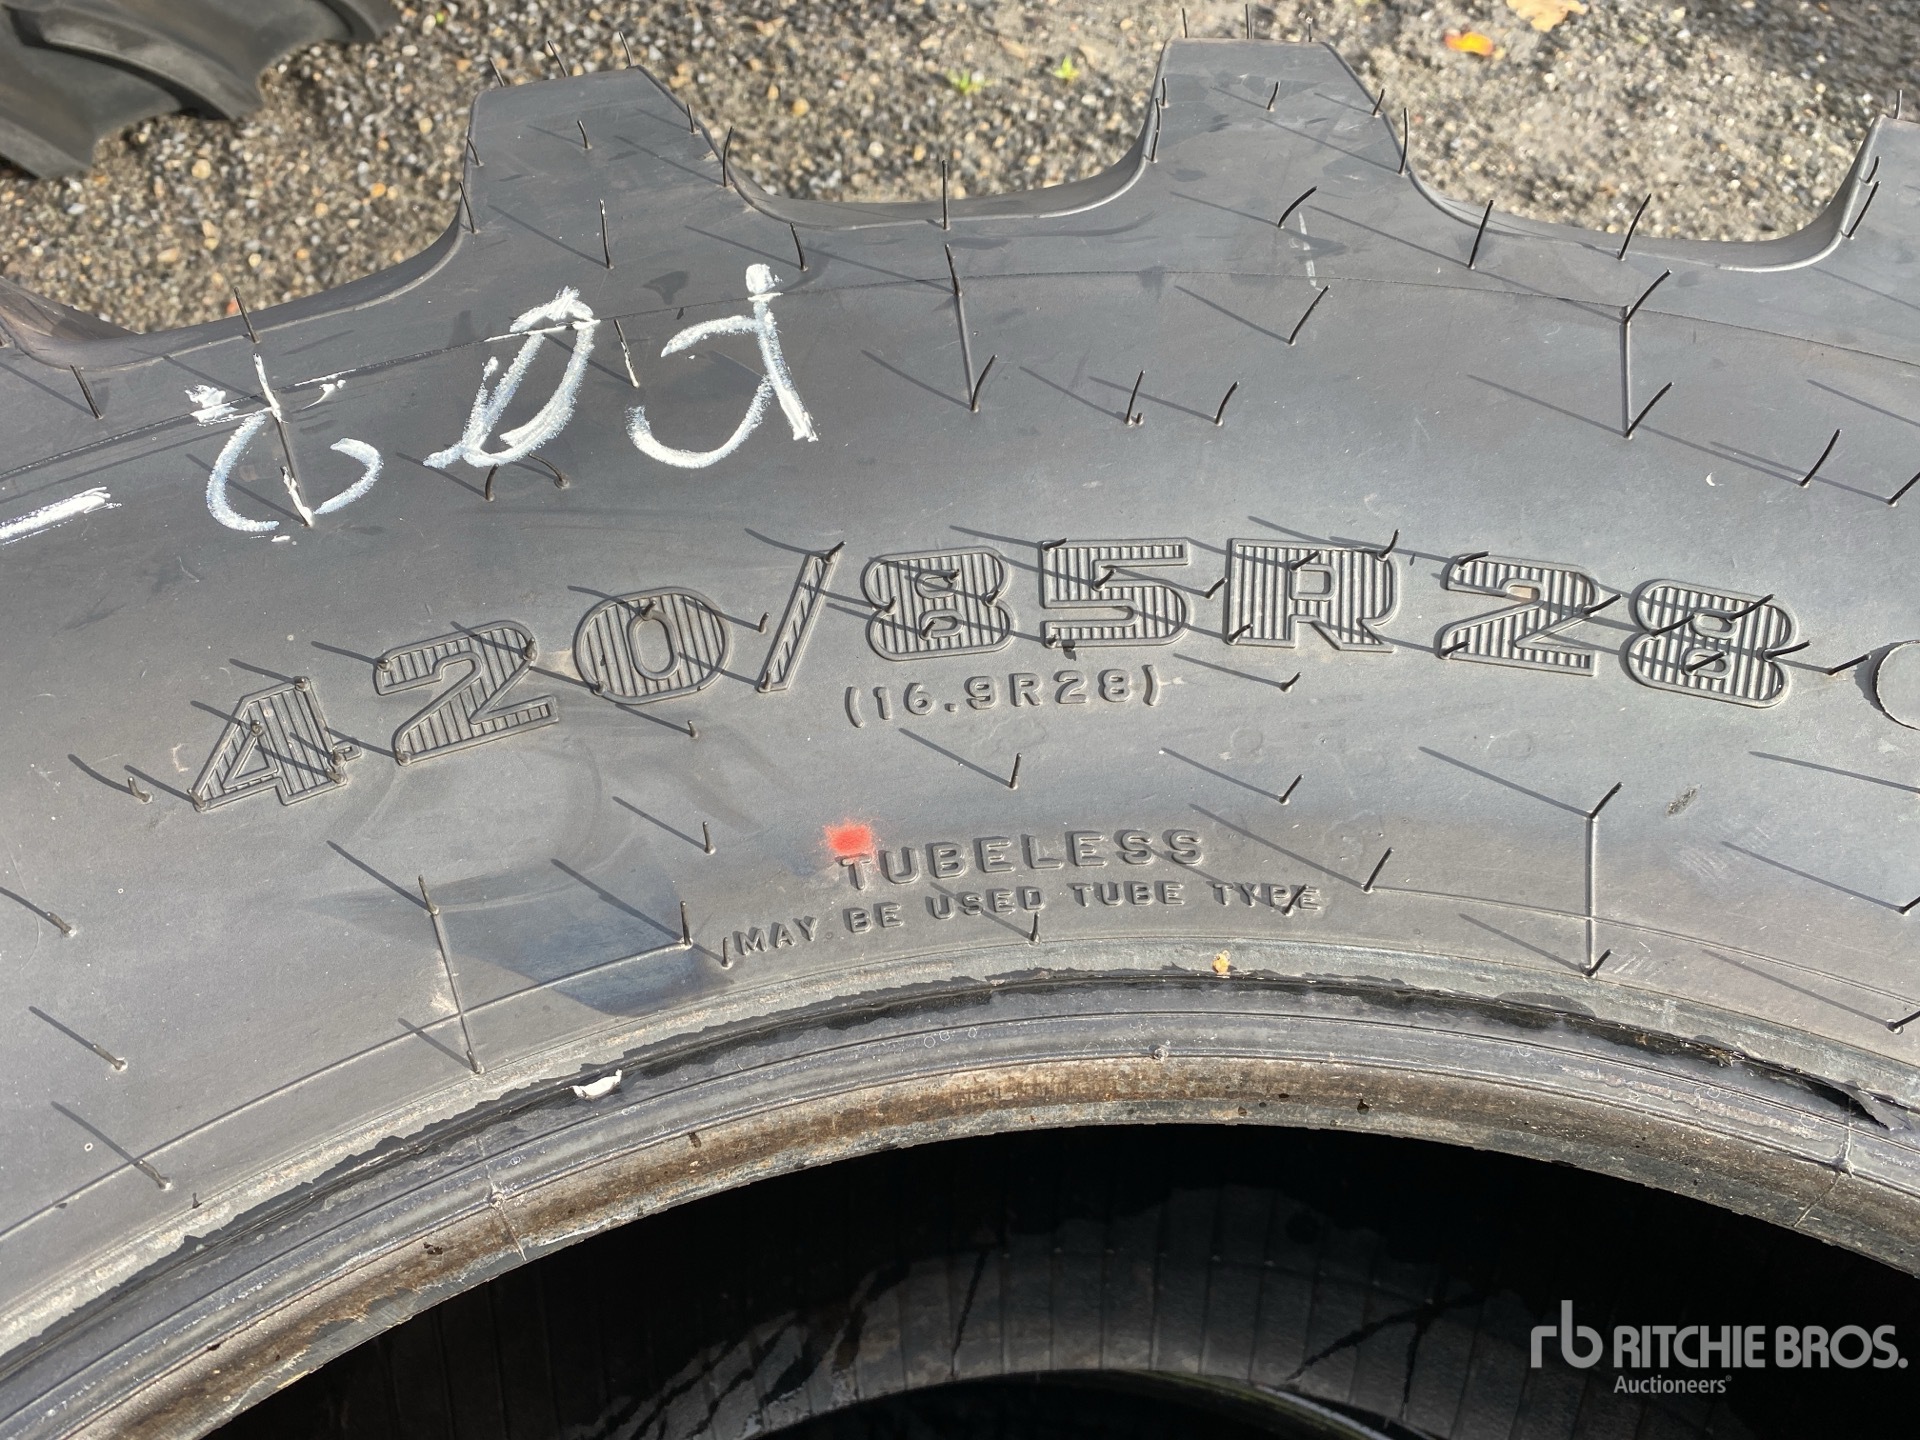 420/85R28
(16.9R28)
TUBELESS
MAY BE USED TUBE TYPE
rb RITCHIE BROS.
Auctioneers